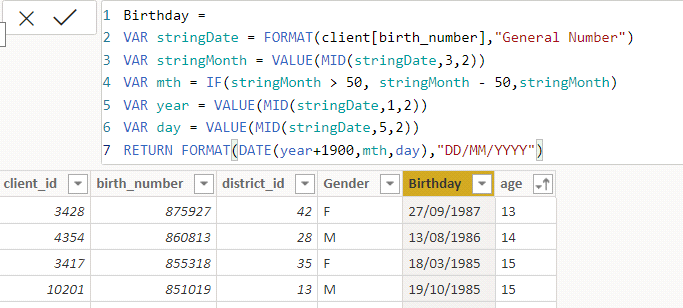 1 Birthday =
2 VAR stringDate = FORMAT(client[birth_number],"General Number")
3 VAR stringMonth = VALUE(MID(stringDate,3,2))
4 VAR mth = IF(stringMonth > 50, stringMonth - 50,stringMonth)
5 VAR year = VALUE(MID(stringDate,1,2))
6 VAR day = VALUE(MID(stringDate,5,2))
7 RETURN FORMAT(DATE(year+1900,mth,day),"DD/MM/YYYY")
client_id birth_number district_id Gender Birthday age
3428 875927 42 F 27/09/1987 13
4354 860813 28 M 13/08/1986 14
3417 855318 35 F 18/03/1985 15
10201 851019 13 M 19/10/1985 15